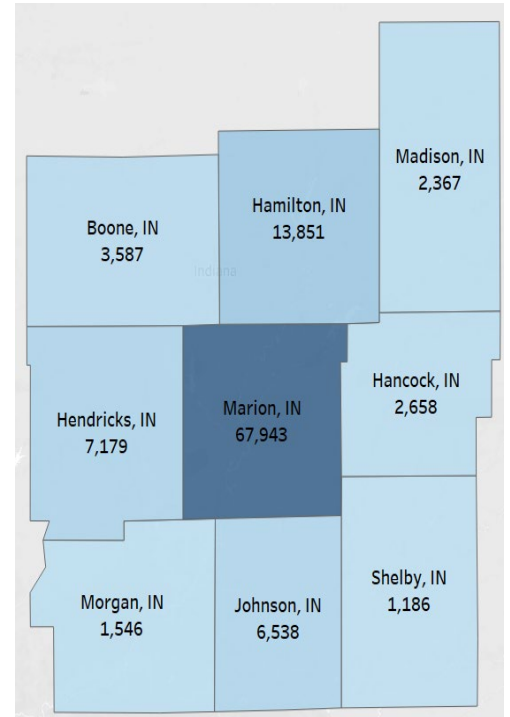 Madison, IN
2,367
Hamilton, IN
13,851
Boone, IN
3,587
Indiana
Hancock, IN
2,658
Marion, IN
67,943
Hendricks, IN
7,179
Shelby, IN
1,186
Morgan, IN
1,546
Johnson, IN
6,538